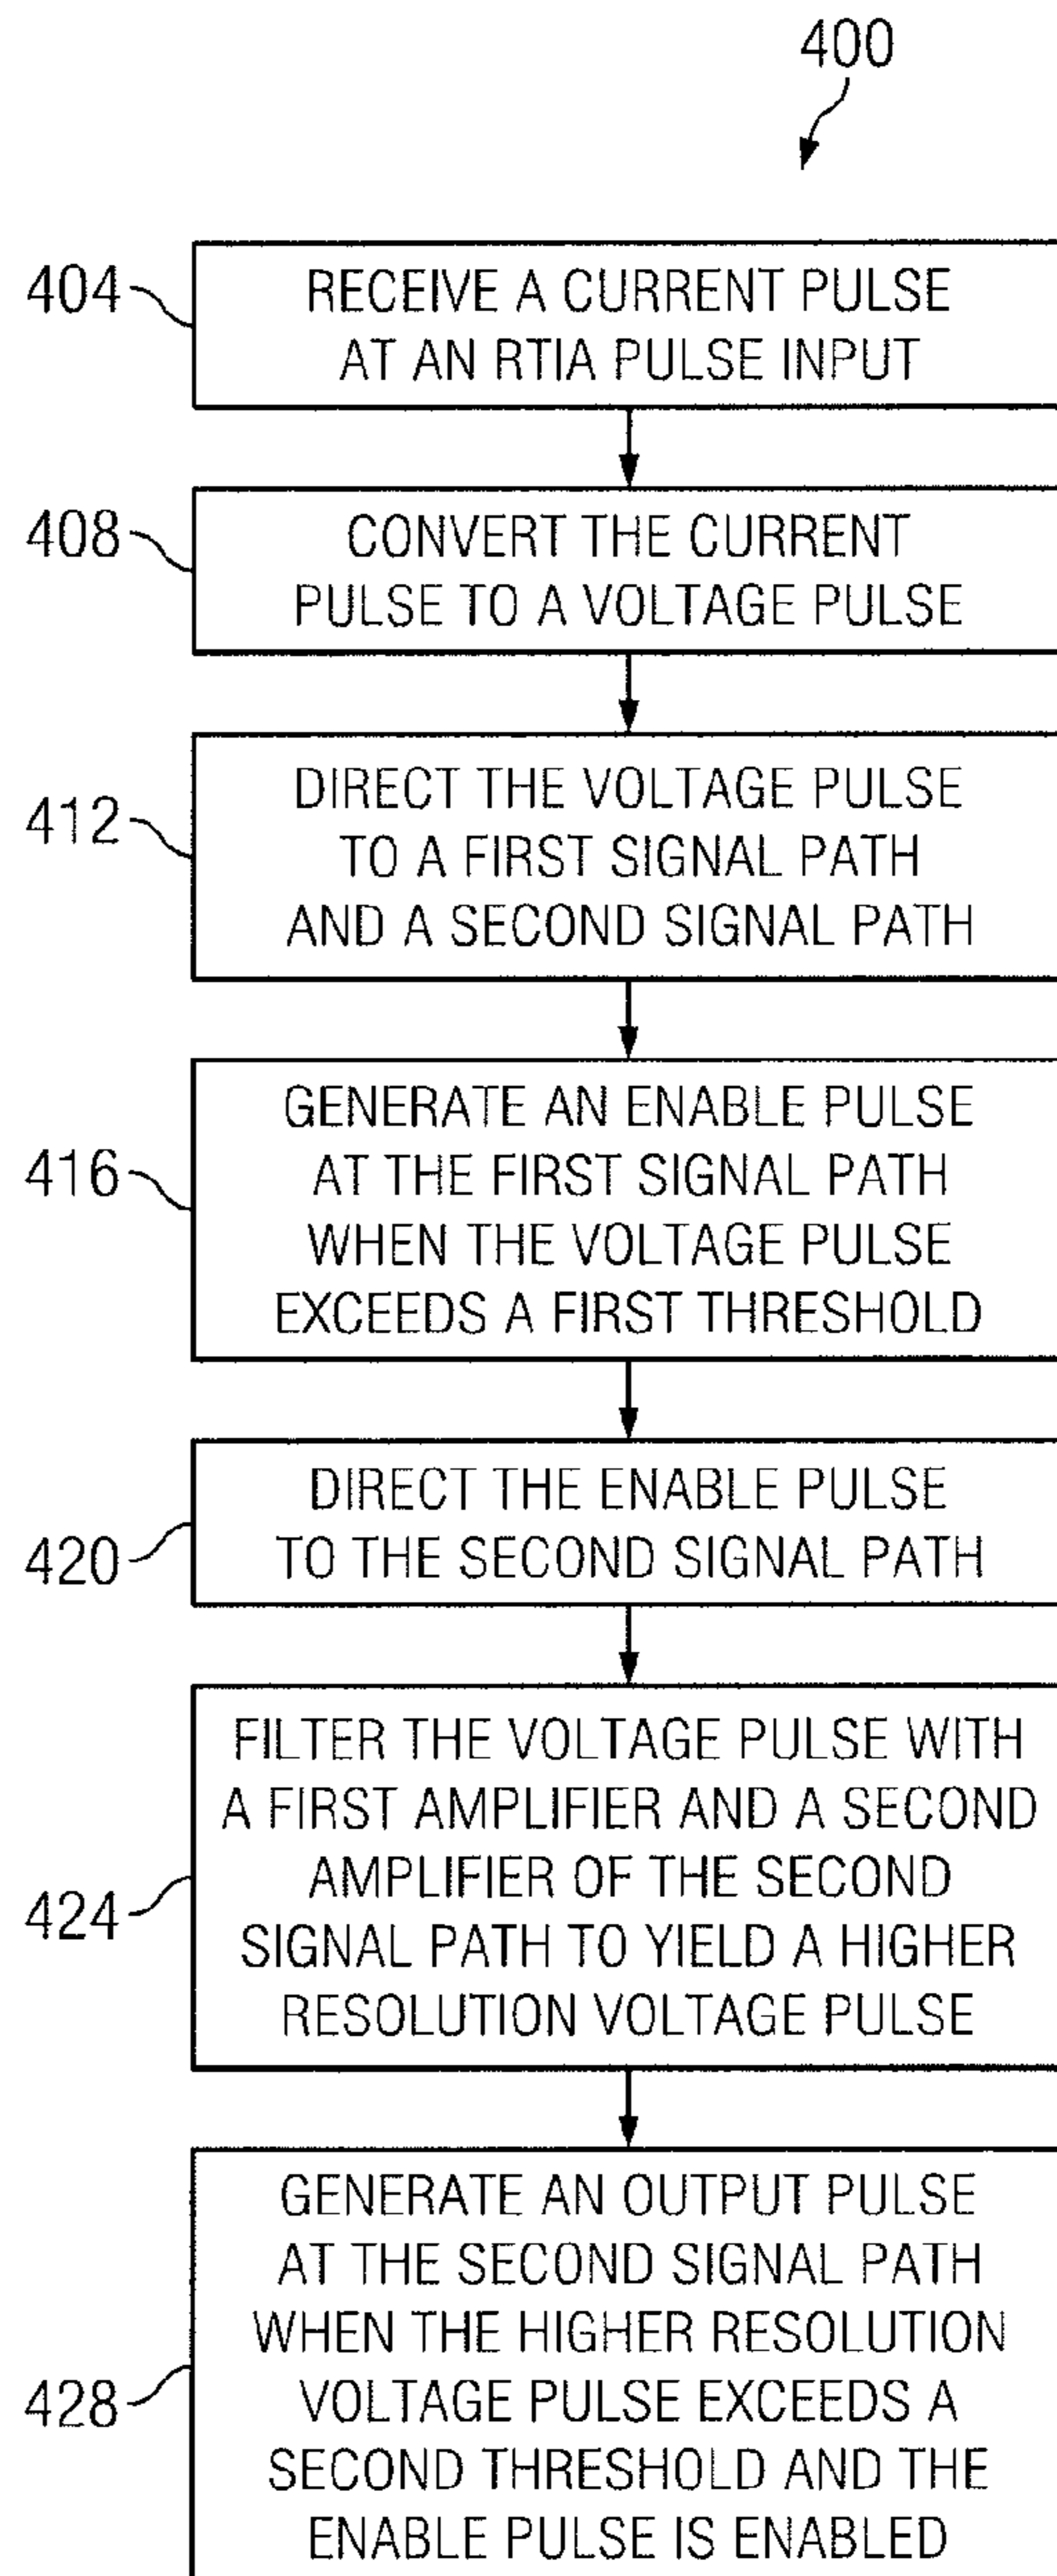 400
404
RECEIVE A CURRENT PULSE
AT AN RTIA PULSE INPUT
408
CONVERT THE CURRENT
PULSE TO A VOLTAGE PULSE
412
DIRECT THE VOLTAGE PULSE
TO A FIRST SIGNAL PATH
AND A SECOND SIGNAL PATH
416
GENERATE AN ENABLE PULSE
AT THE FIRST SIGNAL PATH
WHEN THE VOLTAGE PULSE
EXCEEDS A FIRST THRESHOLD
420
DIRECT THE ENABLE PULSE
TO THE SECOND SIGNAL PATH
424
FILTER THE VOLTAGE PULSE WITH
A FIRST AMPLIFIER AND A SECOND
AMPLIFIER OF THE SECOND
SIGNAL PATH TO YIELD A HIGHER
RESOLUTION VOLTAGE PULSE
428
GENERATE AN OUTPUT PULSE
AT THE SECOND SIGNAL PATH
WHEN THE HIGHER RESOLUTION
VOLTAGE PULSE EXCEEDS A
SECOND THRESHOLD AND THE
ENABLE PULSE IS ENABLED